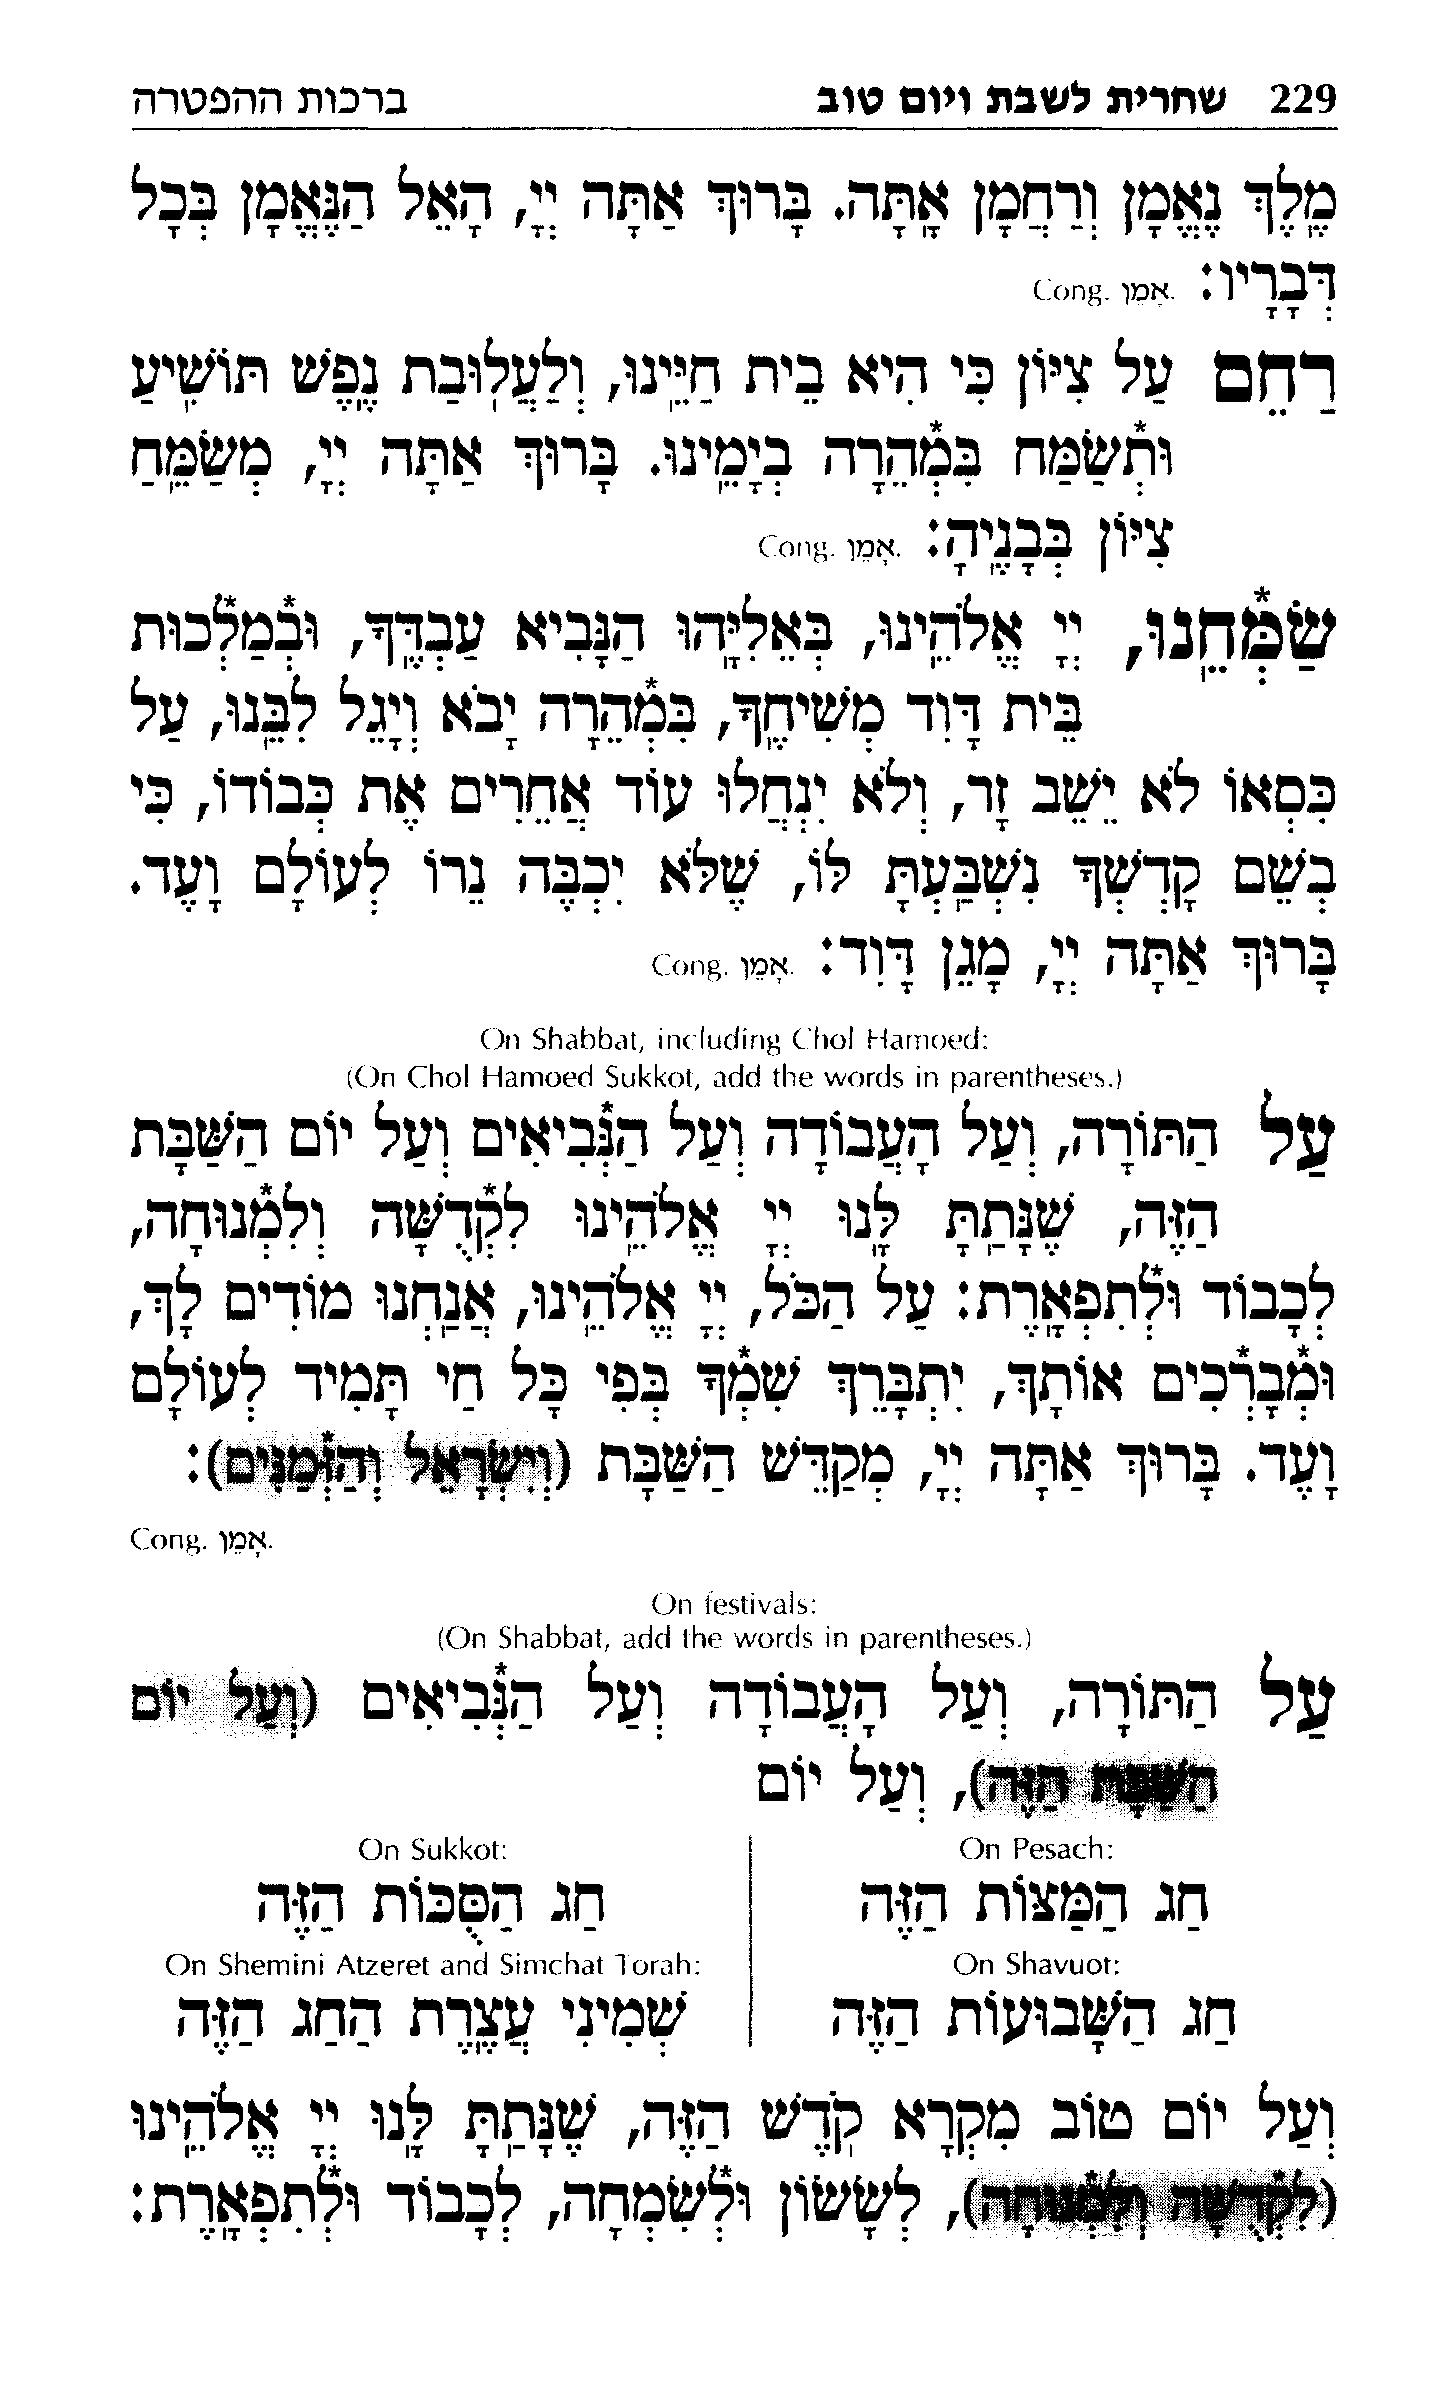 229 שחרית לשבת ויום טוב ברכות ההפטרה
מֶֽלֶךְ נֶאֱמָן וְרַחֲמָן אָֽתָּה. בָּרוּךְ אַתָּה יְיָ, הָאֵל הַנֶּאֱמָן בְּכָל
דְּבָרָיו: Cong. אָמֵן.
רַחֵם עַל צִיּוֹן כִּי הִיא בֵית חַיֵּֽינוּ, וְלַעֲלֽוּבַת נֶֽפֶשׁ תּוֹשִֽׁיעַ
וּתְ֯שַׂמַּח בִּמְ֯הֵרָה בְיָמֵֽינוּ. בָּרוּךְ אַתָּה יְיָ, מְשַׂמֵּֽחַ
צִיּוֹן בְּבָנֶֽיהָ: Cong. אָמֵן.
שַׂמְּ֯חֵֽנוּ, יְיָ אֱלֹהֵֽינוּ, בְּאֵלִיָּֽהוּ הַנָּבִיא עַבְדֶּֽךָ, וּבְ֯מַלְ֯כוּת
בֵּית דָּוִד מְשִׁיחֶֽךָ, בִּמְ֯הֵרָה יָבֹא וְיָגֵל לִבֵּֽנוּ, עַל
כִּסְאוֹ לֹא יֵשֵׁב זָר, וְלֹא יִנְחֲלוּ עוֹד אֲחֵרִים אֶת כְּבוֹדוֹ, כִּי
בְשֵׁם קָדְשְׁךָ נִשְׁבַּֽעְתָּ לּוֹ, שֶׁלֹּא יִכְבֶּה נֵרוֹ לְעוֹלָם וָעֶד.
בָּרוּךְ אַתָּה יְיָ, מָגֵן דָּוִד: Cong. אָמֵן.
On Shabbat, including Chol Hamoed:
(On Chol Hamoed Sukkot, add the words in parentheses.)
עַל הַתּוֹרָה, וְעַל הָעֲבוֹדָה וְעַל הַנְּ֯בִיאִים וְעַל יוֹם הַשַּׁבָּת
הַזֶּה, שֶׁנָּתַֽתָּ לָּֽנוּ יְיָ אֱלֹהֵֽינוּ לִקְ֯דֻשָּׁה וְלִמְ֯נוּחָה,
לְכָבוֹד וּלְ֯תִפְאָֽרֶת: עַל הַכֹּל, יְיָ אֱלֹהֵֽינוּ, אֲנַֽחְנוּ מוֹדִים לָךְ,
וּמְ֯בָרְ֯כִים אוֹתָךְ, יִתְבָּרֵךְ שִׁמְ֯ךָ בְּפִי כָּל חַי תָּמִיד לְעוֹלָם
וָעֶד. בָּרוּךְ אַתָּה יְיָ, מְקַדֵּשׁ הַשַּׁבָּת (וְיִשְׂרָאֵל וְהַזְּ֯מַנִּים):
Cong. אָמֵן.
On festivals:
(On Shabbat, add the words in parentheses.)
עַל הַתּוֹרָה, וְעַל הָעֲבוֹדָה וְעַל הַנְּ֯בִיאִים (וְעַל יוֹם
הַשַּׁבָּת הַזֶּה), וְעַל יוֹם
On Pesach:
חַג הַמַּצּוֹת הַזֶּה
On Shavuot:
חַג הַשָּׁבוּעוֹת הַזֶּה
On Sukkot:
חַג הַסֻּכּוֹת הַזֶּה
On Shemini Atzeret and Simchat Torah:
שְׁמִינִי עֲצֶֽרֶת הַחַג הַזֶּה
וְעַל יוֹם טוֹב מִקְרָא קֹֽדֶשׁ הַזֶּה, שֶׁנָּתַֽתָּ לָּֽנוּ יְיָ אֱלֹהֵֽינוּ
(לִקְ֯דֻשָּׁה וְלִמְ֯נוּחָה), לְשָׂשׂוֹן וּלְ֯שִׂמְחָה, לְכָבוֹד וּלְ֯תִפְאָֽרֶת: